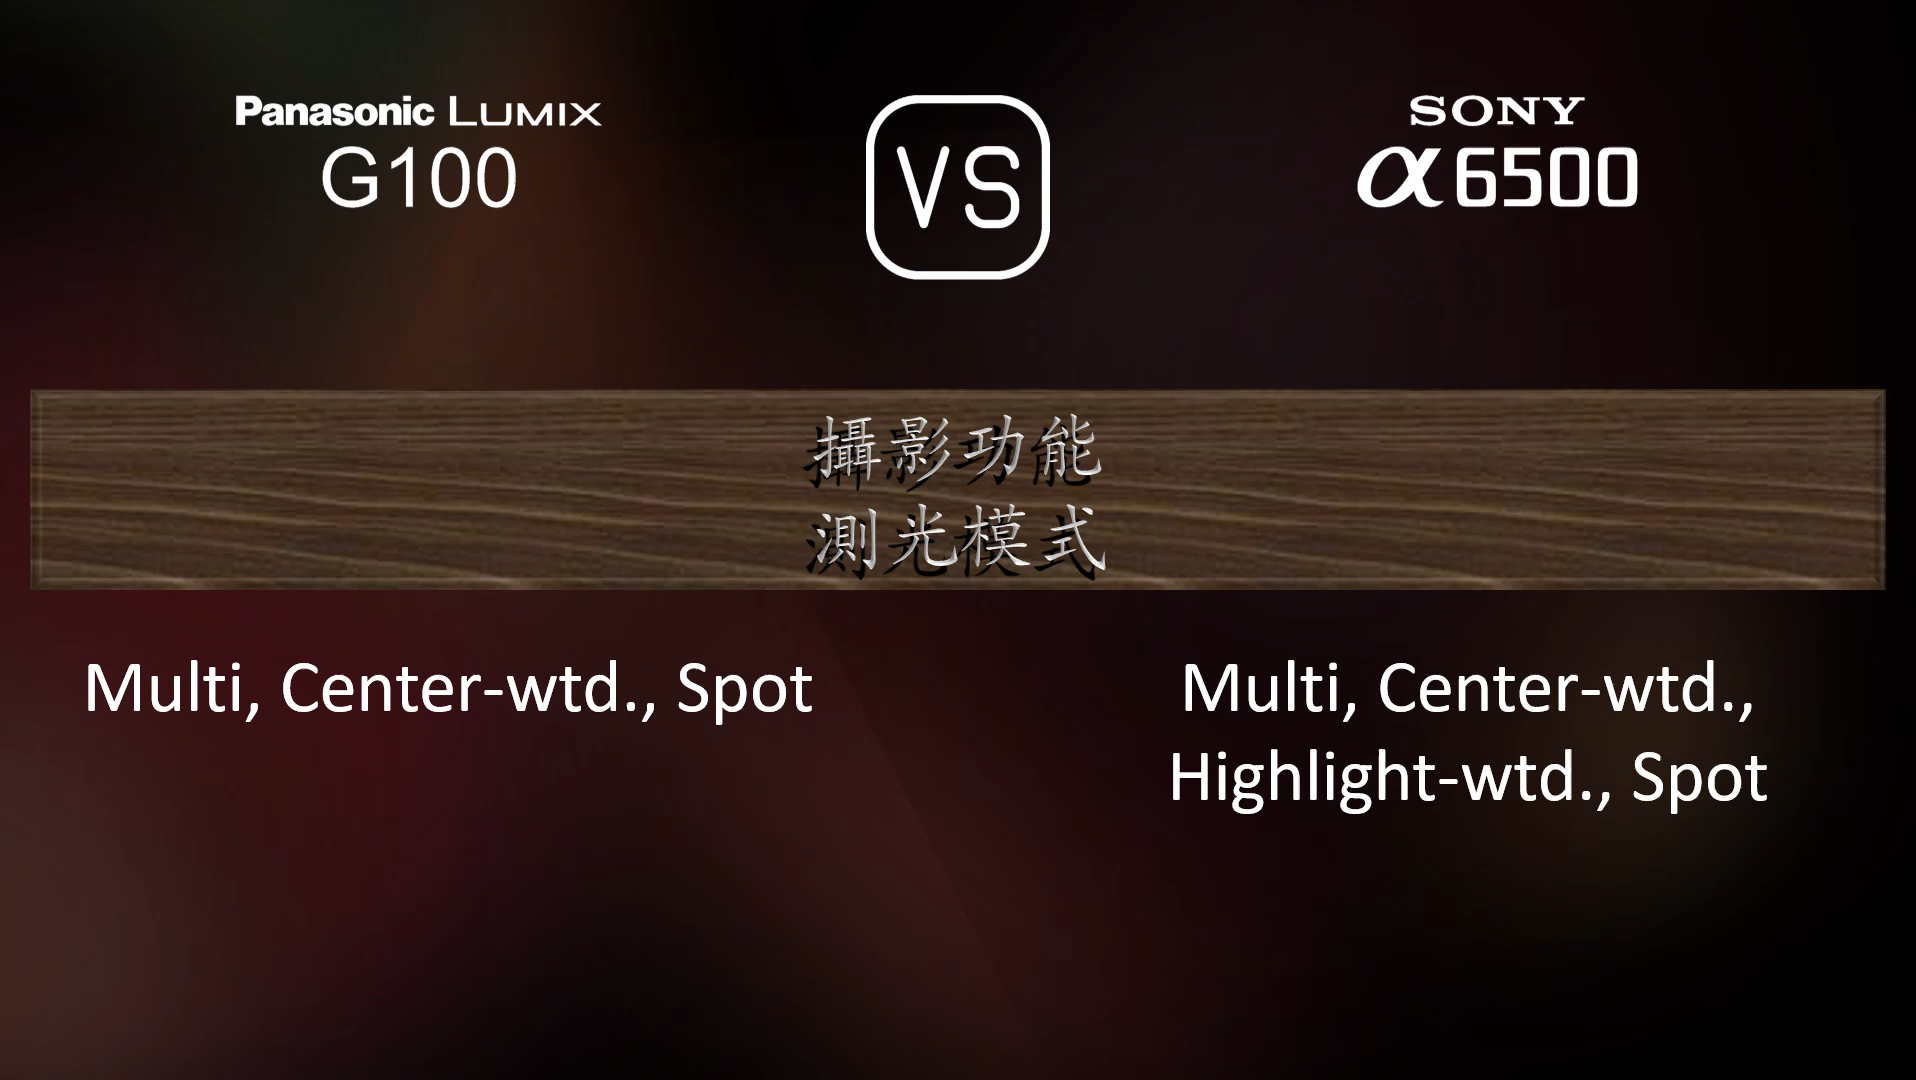 Panasonic LUMIX
G100
VS
SONY
α6500
攝影功能
測光模式
Multi, Center-wtd., Spot
Multi, Center-wtd.,
Highlight-wtd., Spot